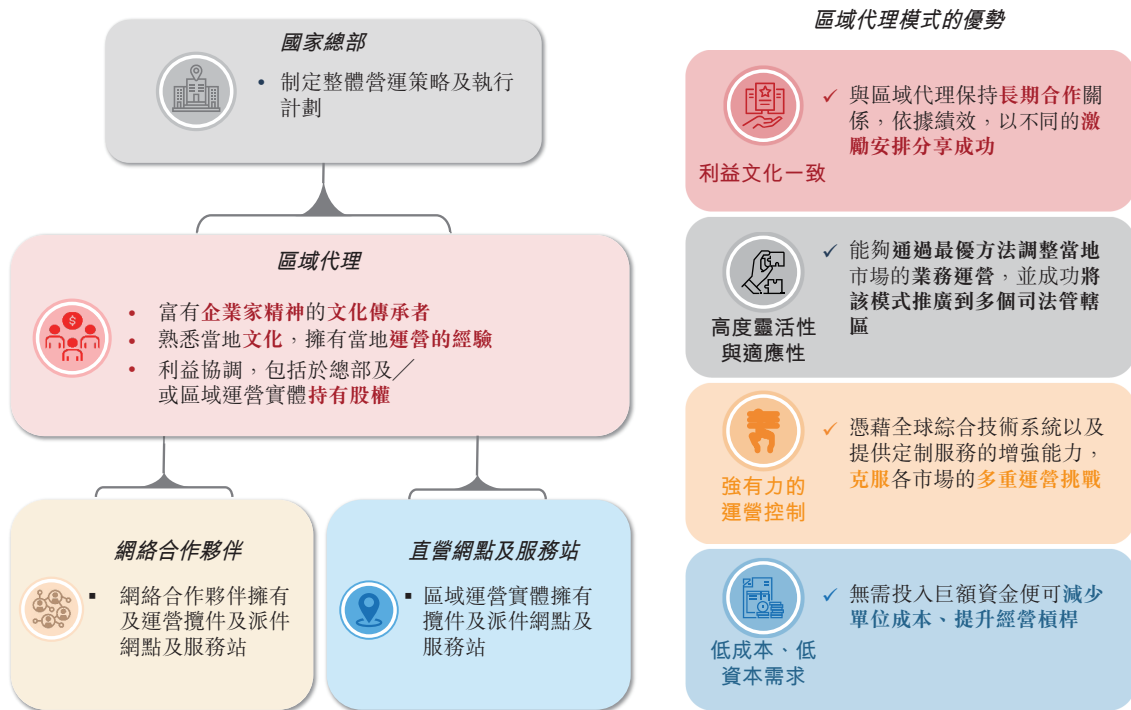 國家總部
• 制定整體營運策略及執行
計劃
區域代理
$
• 富有企業家精神的文化傳承者
• 熟悉當地文化，擁有當地運營的經驗
• 利益協調，包括於總部及╱
或區域運營實體持有股權
網絡合作夥伴
▪ 網絡合作夥伴擁有
及運營攬件及派件
網點及服務站
直營網點及服務站
▪ 區域運營實體擁有
攬件及派件網點及
服務站
區域代理模式的優勢
利益文化一致
✓ 與區域代理保持長期合作關
係，依據績效，以不同的激
勵安排分享成功
高度靈活性
與適應性
✓ 能夠通過最優方法調整當地
市場的業務運營，並成功將
該模式推廣到多個司法管轄
區
強有力的
運營控制
✓ 憑藉全球綜合技術系統以及
提供定制服務的增強能力，
克服各市場的多重運營挑戰
低成本、低
資本需求
✓ 無需投入巨額資金便可減少
單位成本、提升經營槓桿